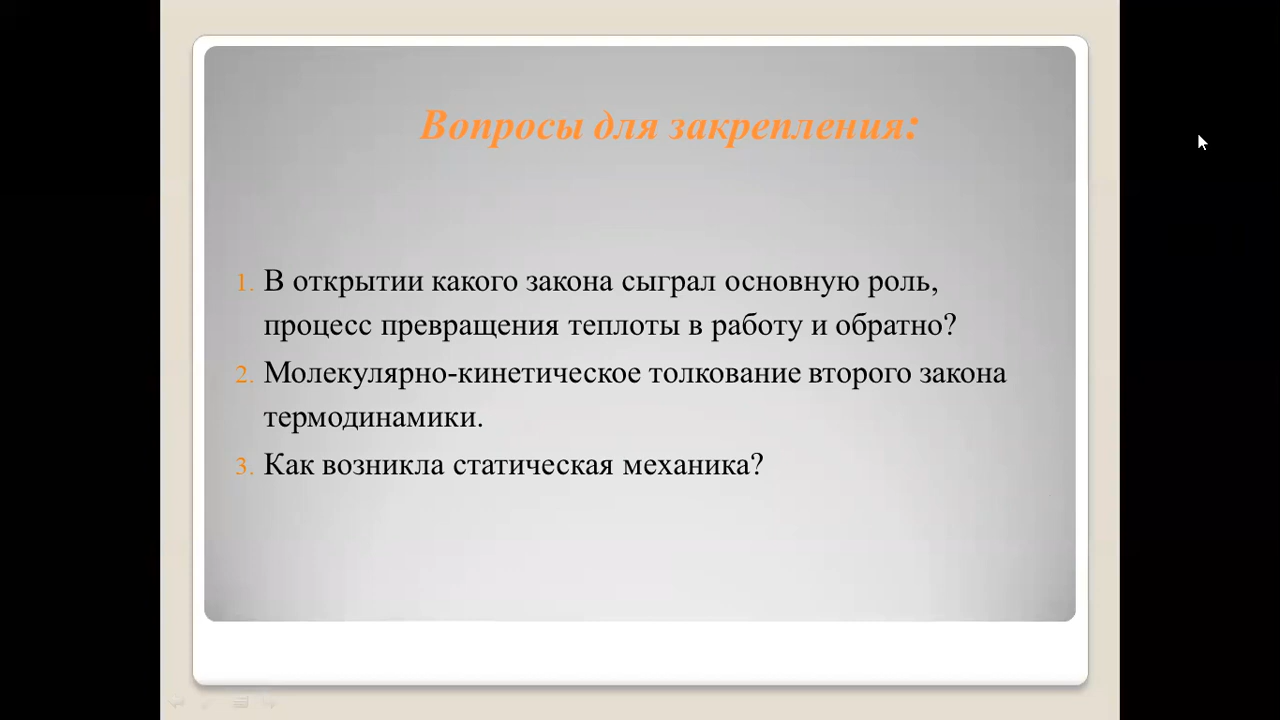 Вопросы для закрепления:
1. В открытии какого закона сыграл основную роль,
процесс превращения теплоты в работу и обратно?
2. Молекулярно-кинетическое толкование второго закона
термодинамики.
3. Как возникла статическая механика?